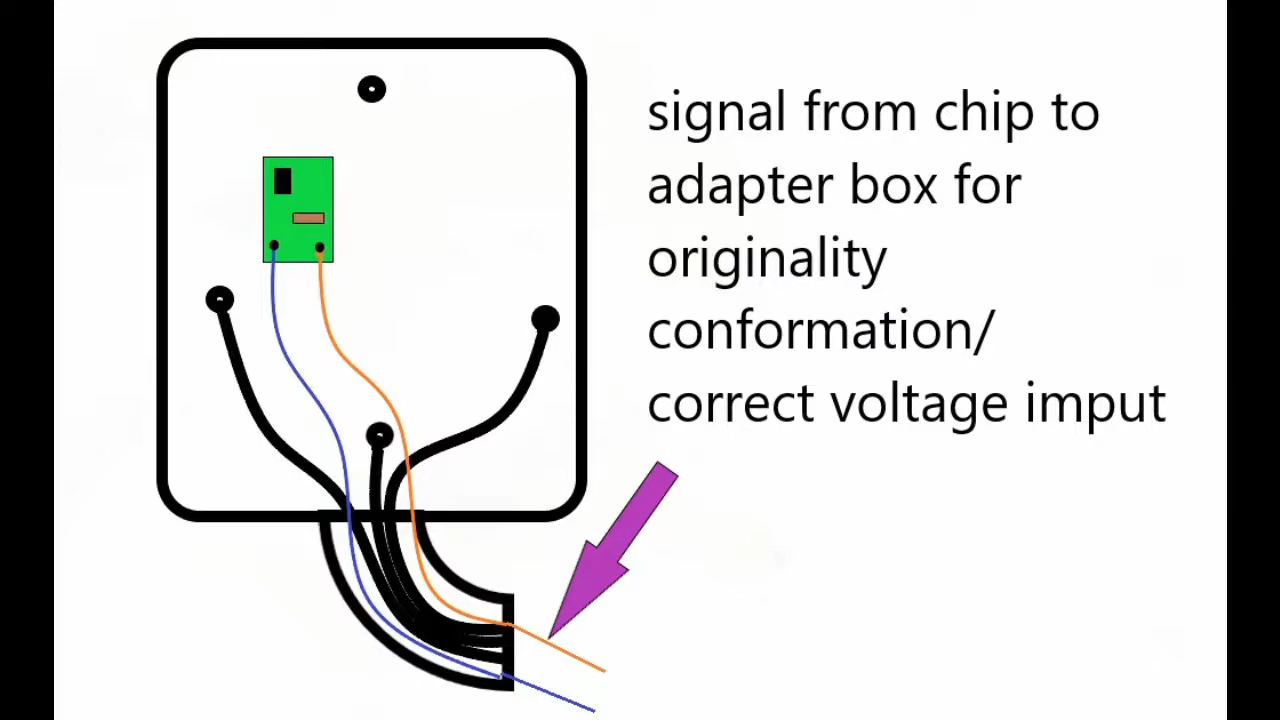 signal from chip to
adapter box for
originality
conformation/
correct voltage imput